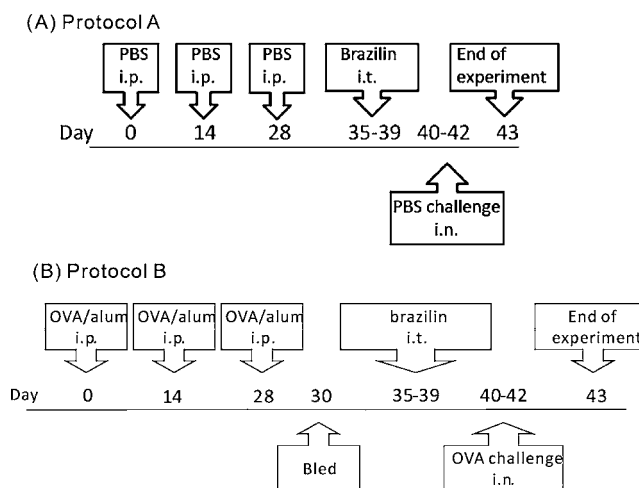 (A) Protocol A
PBS i.p.
PBS i.p.
PBS i.p.
Brazilin i.t.
End of experiment
Day 0 14 28 35-39 40-42 43
PBS challenge i.n.
(B) Protocol B
OVA/alum i.p.
OVA/alum i.p.
OVA/alum i.p.
brazilin i.t.
End of experiment
Day 0 14 28 30 35-39 40-42 43
Bled
OVA challenge i.n.